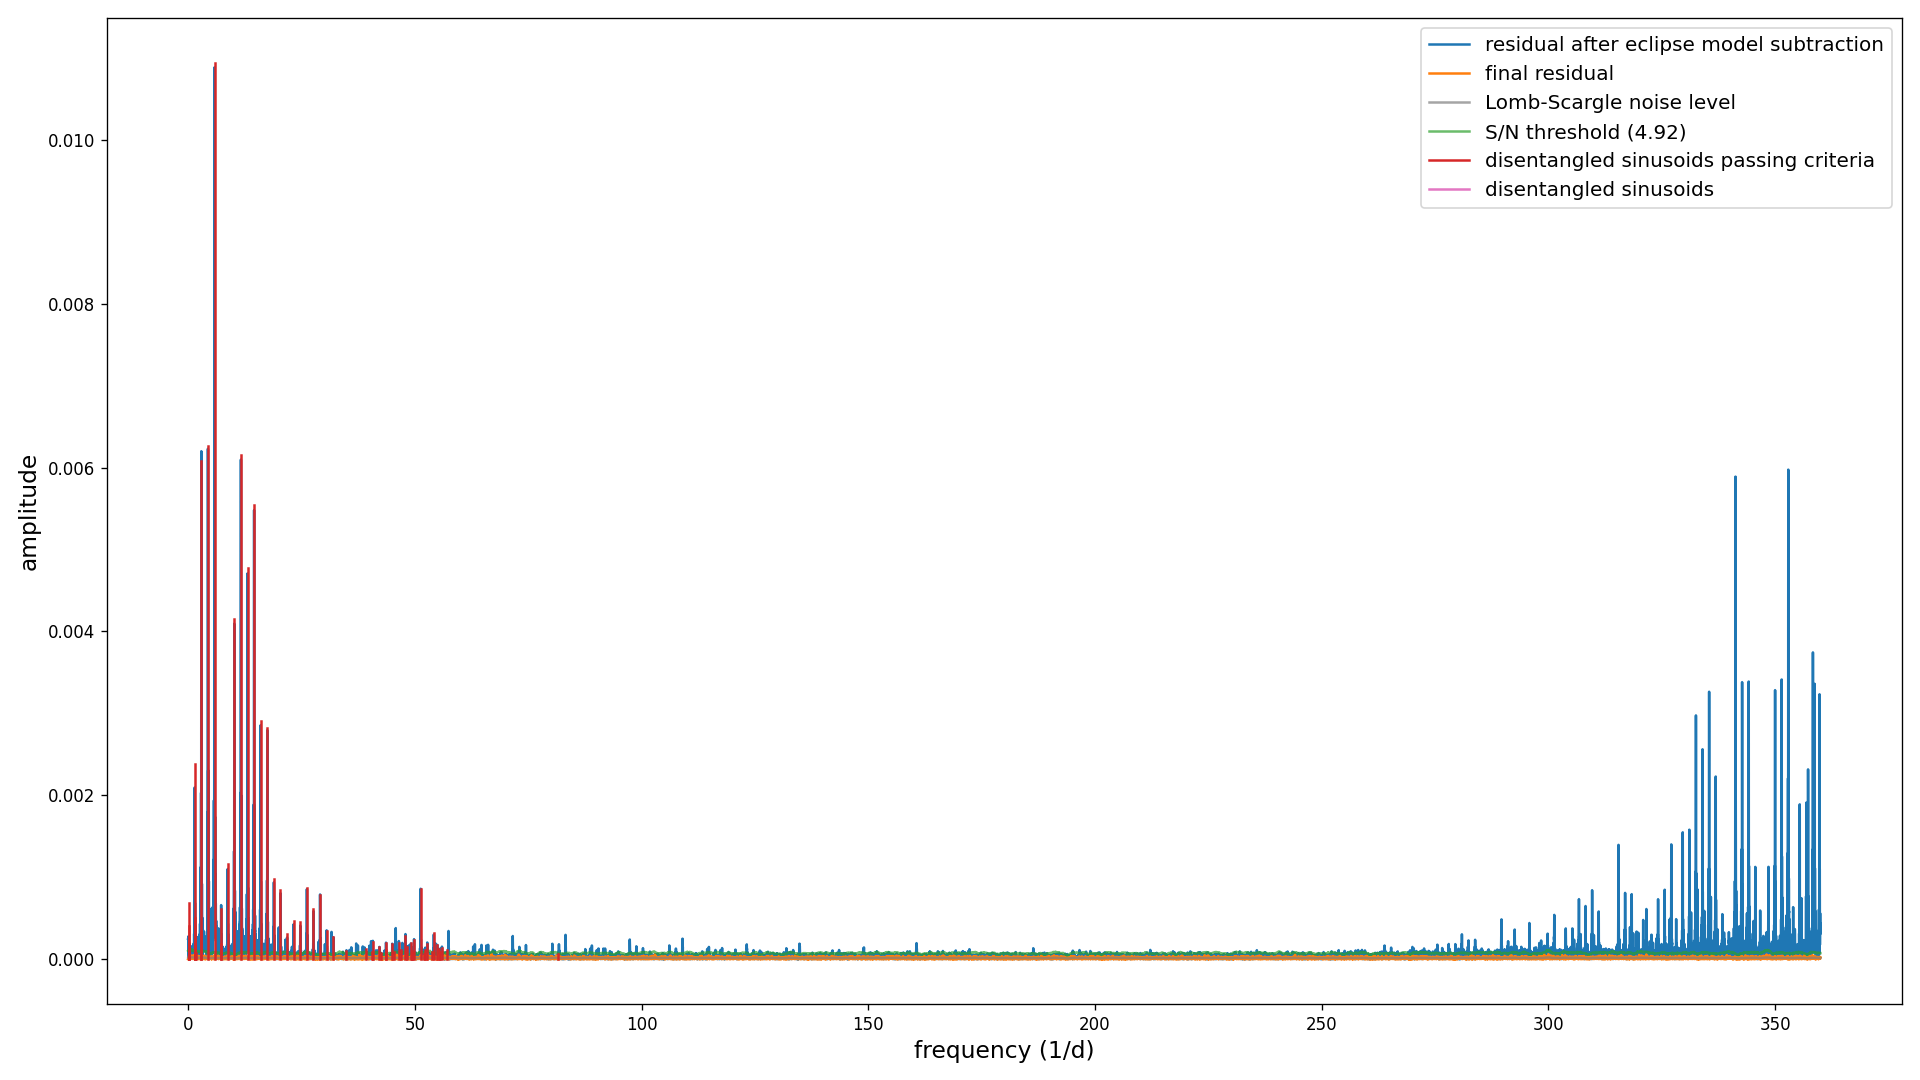 residual after eclipse model subtraction
final residual
Lomb-Scargle noise level
S/N threshold (4.92)
disentangled sinusoids passing criteria
disentangled sinusoids
0.010
0.008
0.006
0.004
0.002
0.000
amplitude
0 50 100 150 200 250 300 350
frequency (1/d)